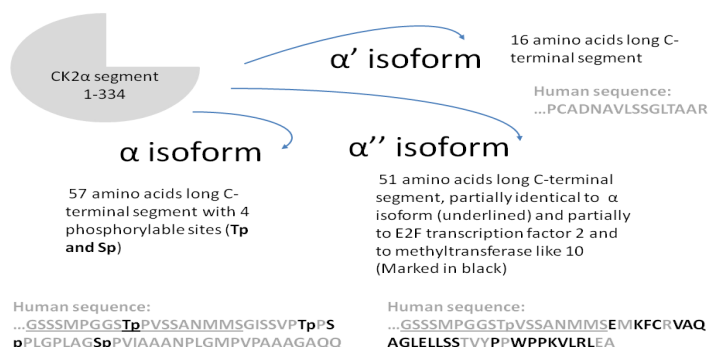 CK2α segment
1-334
α’ isoform
16 amino acids long C-
terminal segment
Human sequence:
...PCADNAVLSSGLTAAR
α isoform
α’’ isoform
57 amino acids long C-
terminal segment with 4
phosphorylable sites (Tp
and Sp)
51 amino acids long C-terminal
segment, partially identical to α
isoform (underlined) and partially
to E2F transcription factor 2 and
to methyltransferase like 10
(Marked in black)
Human sequence:
...GSSSMPGGSTpPVSSANMMSGISSVPTpPS
pPLGPLAGSpPVIAAANPLGMPVPAAAGAQQ
Human sequence:
...GSSSMPGGSTpVSSANMMSEMKFCRVAQ
AGLELLSSTVYPPWPPKVLRLEA